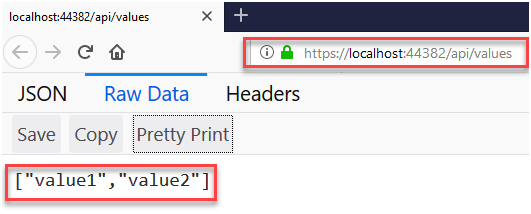 localhost:44382/api/values
https://localhost:44382/api/values
JSON Raw Data Headers
Save Copy Pretty Print
["value1","value2"]